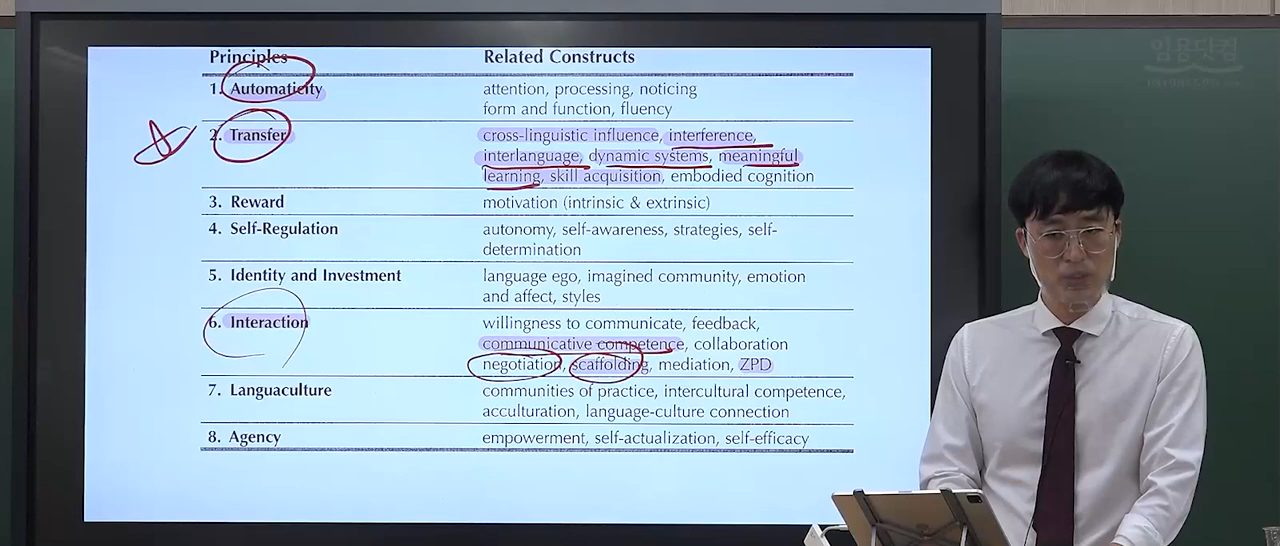 Principles Related Constructs
1. Automaticity attention, processing, noticing
form and function, fluency
2. Transfer cross-linguistic influence, interference,
interlanguage, dynamic systems, meaningful
learning, skill acquisition, embodied cognition
3. Reward motivation (intrinsic & extrinsic)
4. Self-Regulation autonomy, self-awareness, strategies, self-
determination
5. Identity and Investment language ego, imagined community, emotion
and affect, styles
6. Interaction willingness to communicate, feedback,
communicative competence, collaboration
negotiation, scaffolding, mediation, ZPD
7. Languaculture communities of practice, intercultural competence,
acculturation, language-culture connection
8. Agency empowerment, self-actualization, self-efficacy
임용닷컴